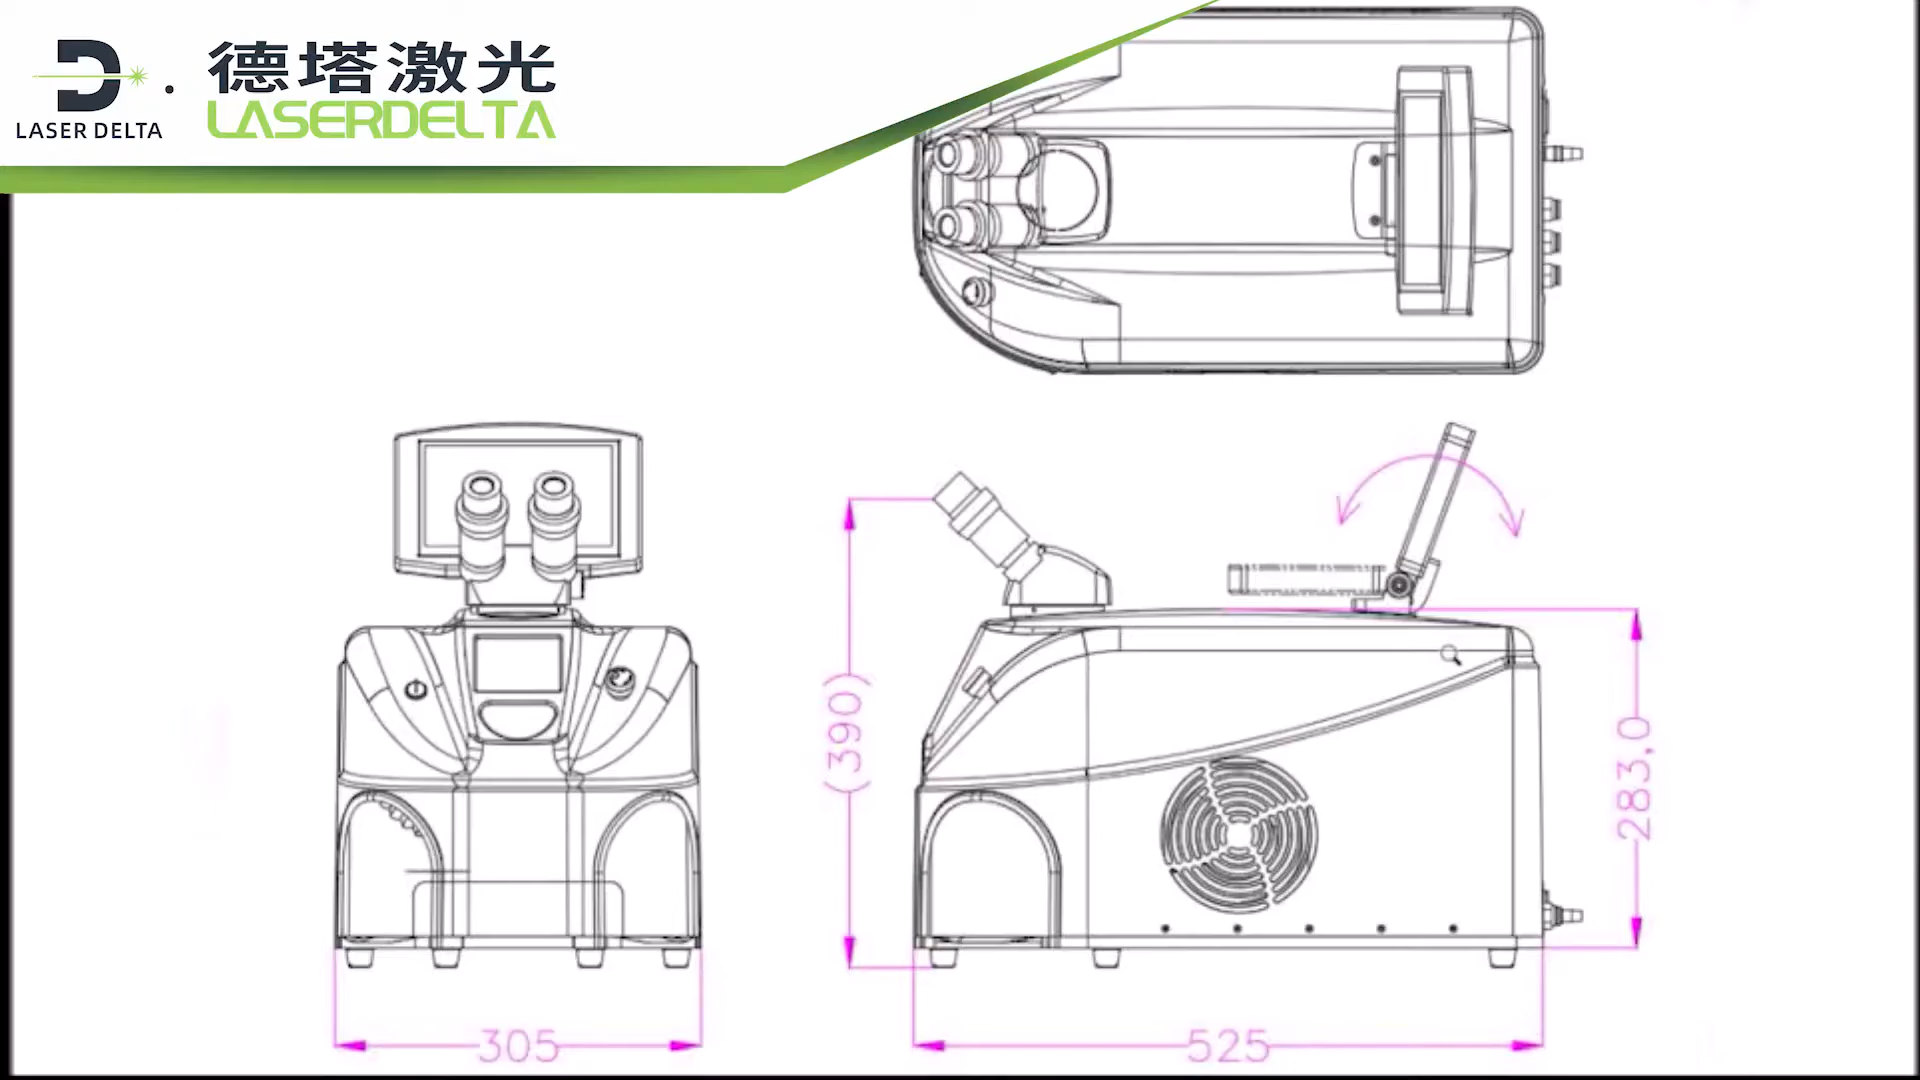 德塔激光
LASER DELTA
LASERDELTA
(390)
283,0
305
525